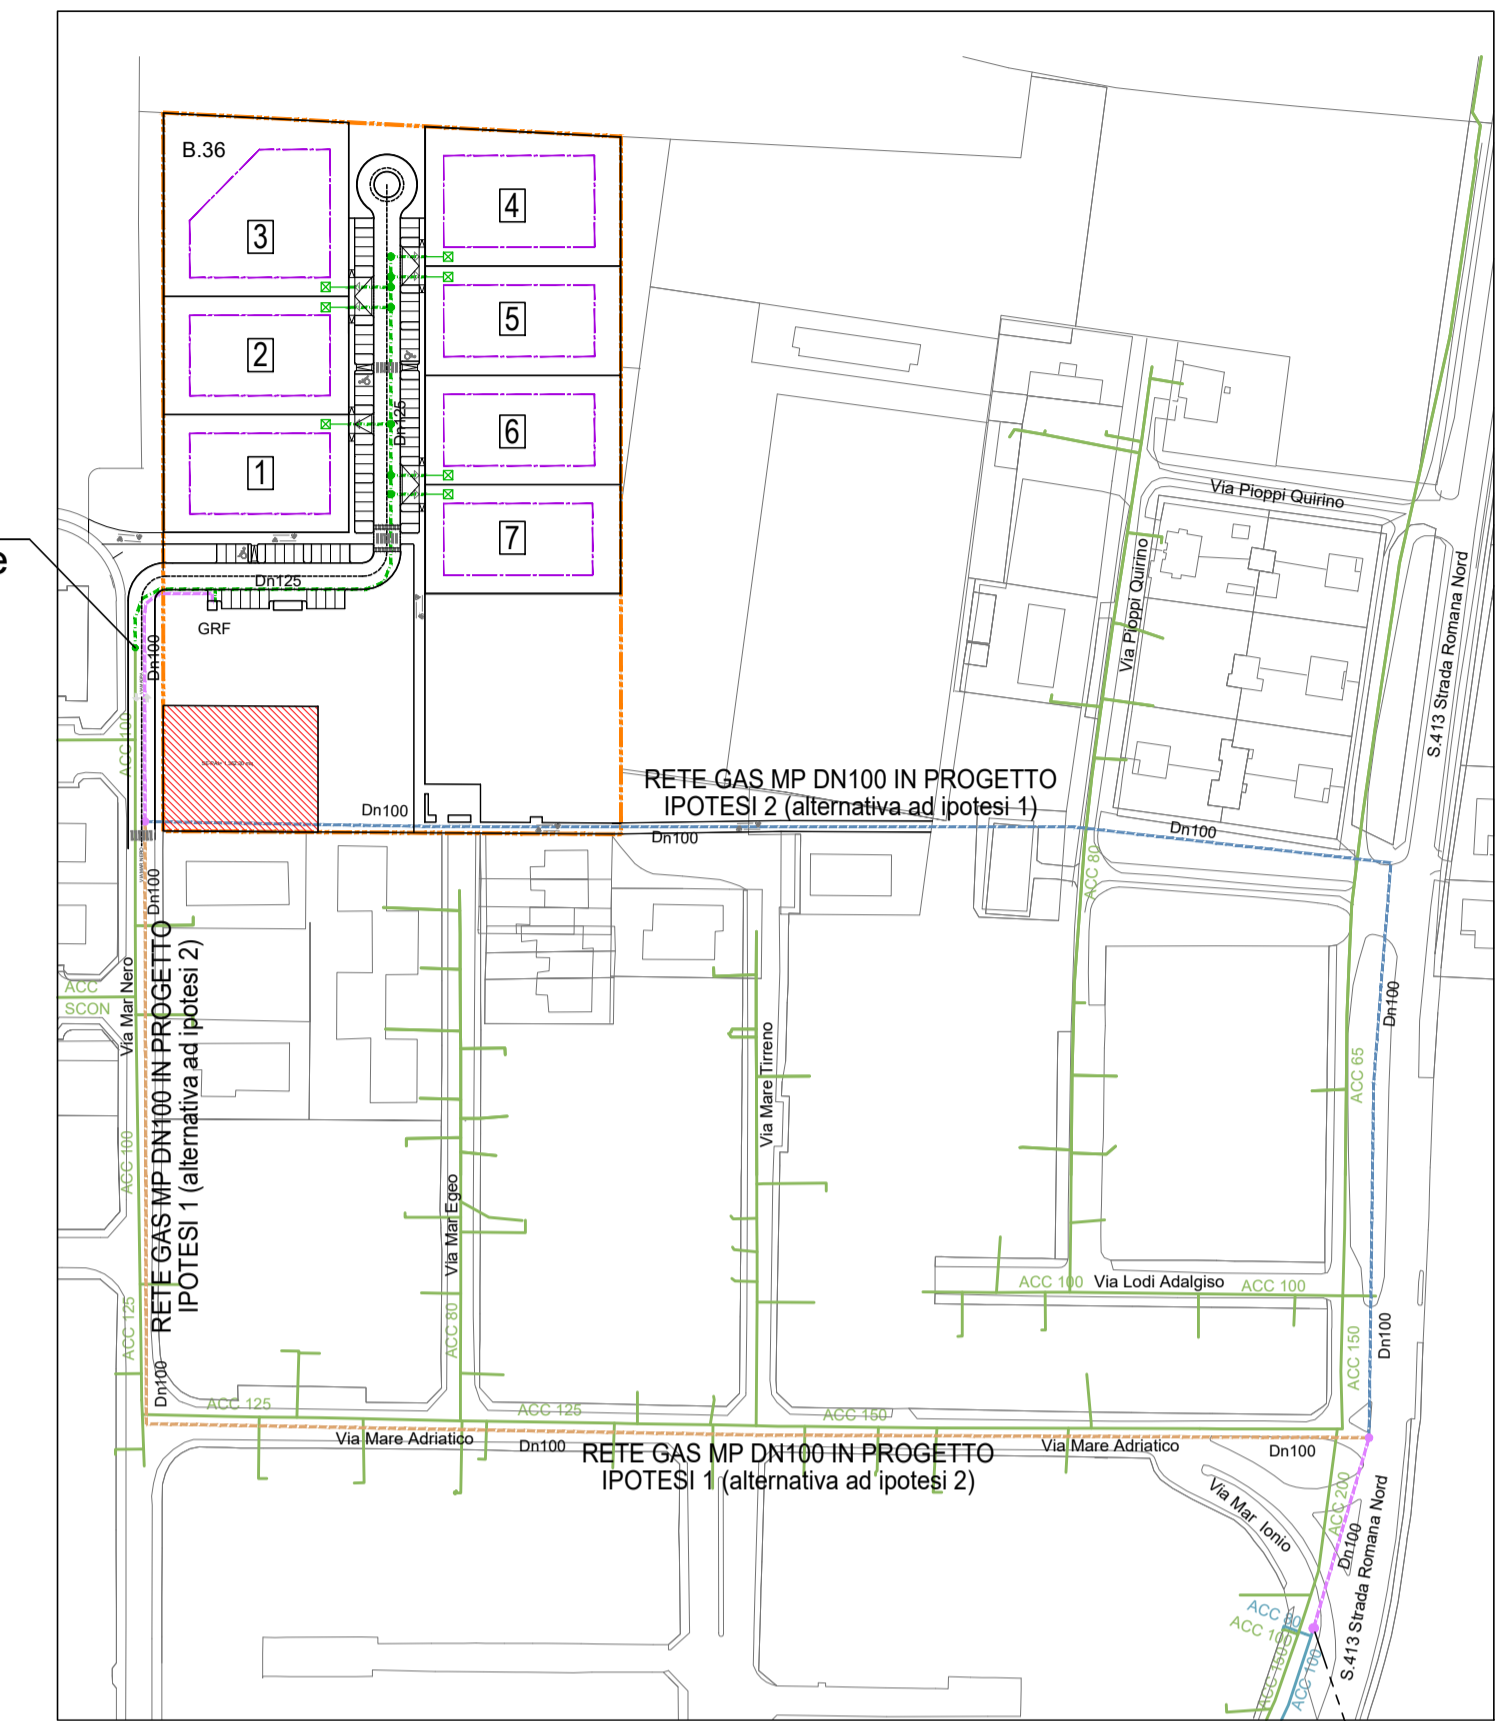 B.36
3
4
2
5
1
6
7
Dn125
Dn125
e
GRF
Dn100
ACC 100
Via Pioppi Quirino
Via Pioppi Quirino
S.413 Strada Romana Nord
RETE GAS MP DN100 IN PROGETTO
IPOTESI 2 (alternativa ad ipotesi 1)
Dn100
Dn100
Dn100
ACC 80
Dn100
ACC
SCON
Via Mar Nero
RETE GAS MP DN100 IN PROGETTO
IPOTESI 1 (alternativa ad ipotesi 2)
Dn100
Via Mare Tirreno
ACC 65
ACC 100
Via Mar Egeo
ACC 100
Via Lodi Adalgiso
ACC 100
ACC 125
ACC 80
Dn100
ACC 150
Dn100
ACC 125
ACC 125
ACC 150
Via Mare Adriatico
Dn100
RETE GAS MP DN100 IN PROGETTO
IPOTESI 1 (alternativa ad ipotesi 2)
Via Mare Adriatico
Dn100
Via Mar Ionio
ACC 200
Dn100
S.413 Strada Romana Nord
ACC 80
ACC 100
ACC 150
ACC 100